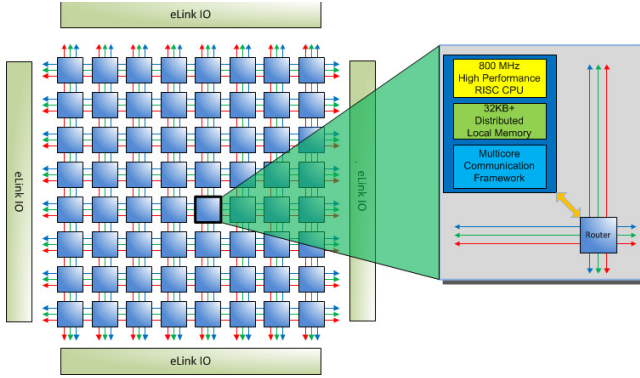 eLink IO
eLink IO
eLink IO
eLink IO
800 MHz
High Performance
RISC CPU
32KB+
Distributed
Local Memory
Multicore
Communication
Framework
Router